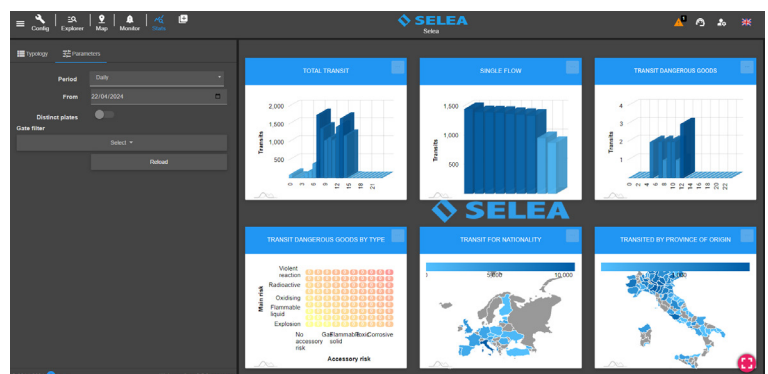 SELEA
Config Explorer Map Monitor Stats
Selea
Typology Parameters
Period Daily
From 22/04/2024
Distinct plates
Gate filter
Select
Reload
TOTAL TRANSIT
2,000
1,500
1,000
500
Transits
0 3 6 9 12 15 18 21
SINGLE FLOW
1,500
1,000
500
Transits
TRANSIT DANGEROUS GOODS
4
3
2
1
Transits
0 2 4 6 8 10 12 14 16 18 20 22
SELEA
TRANSIT DANGEROUS GOODS BY TYPE
Violent
reaction
Radioactive
Oxidising
Flammable
liquid
Explosion
Main risk
No
accessory
risk
Flammable
solid
Toxic
Corrosive
Accessory risk
TRANSIT FOR NATIONALITY
5,000 10,000
TRANSITED BY PROVINCE OF ORIGIN